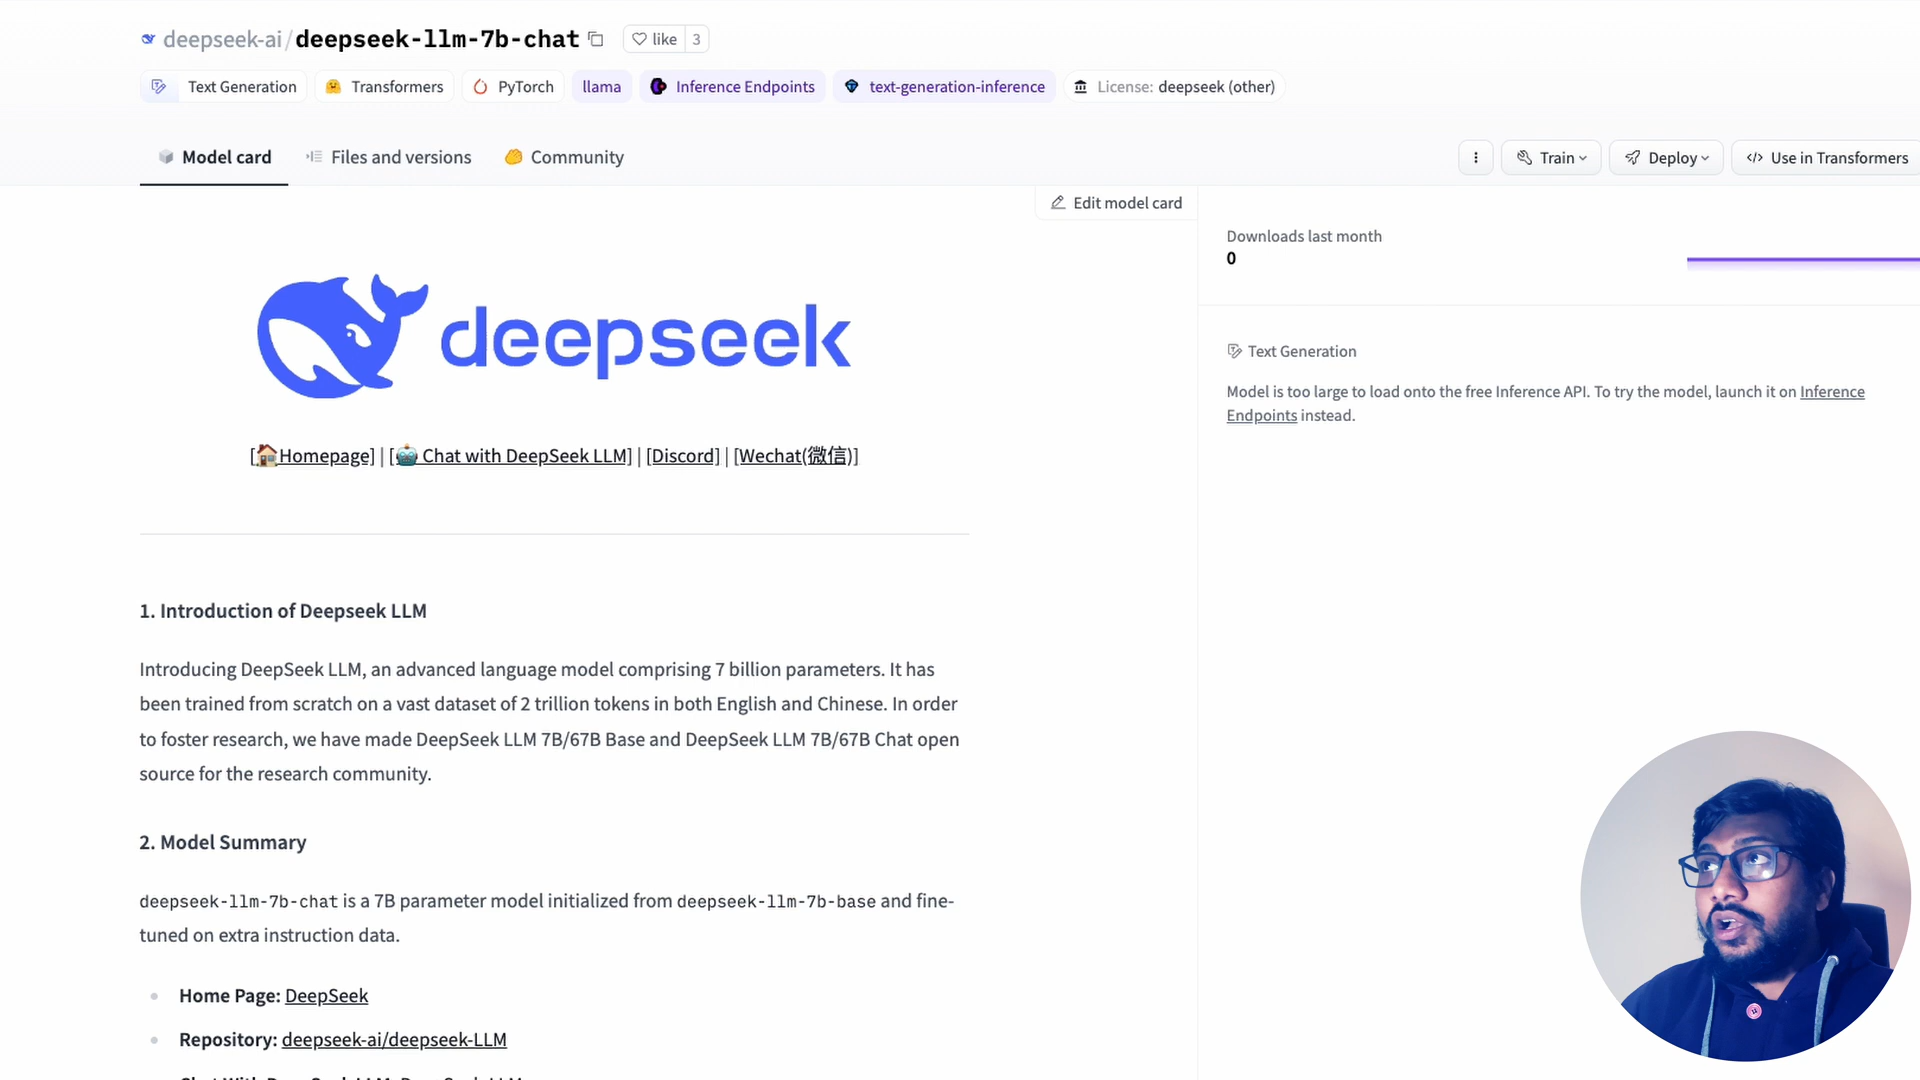 deepseek-ai/deepseek-llm-7b-chat like 3
Text Generation Transformers PyTorch llama Inference Endpoints text-generation-inference License: deepseek (other)
Model card Files and versions Community Train Deploy </> Use in Transformers
Edit model card
Downloads last month
0
deepseek
Text Generation
Model is too large to load onto the free Inference API. To try the model, launch it on Inference
Endpoints instead.
[🏠Homepage] | [🤖 Chat with DeepSeek LLM] | [Discord] | [Wechat(微信)]
1. Introduction of Deepseek LLM
Introducing DeepSeek LLM, an advanced language model comprising 7 billion parameters. It has
been trained from scratch on a vast dataset of 2 trillion tokens in both English and Chinese. In order
to foster research, we have made DeepSeek LLM 7B/67B Base and DeepSeek LLM 7B/67B Chat open
source for the research community.
2. Model Summary
deepseek-llm-7b-chat is a 7B parameter model initialized from deepseek-llm-7b-base and fine-
tuned on extra instruction data.
Home Page: DeepSeek
Repository: deepseek-ai/deepseek-LLM
Chat With DeepSeek LLM: DeepSeek-LLM